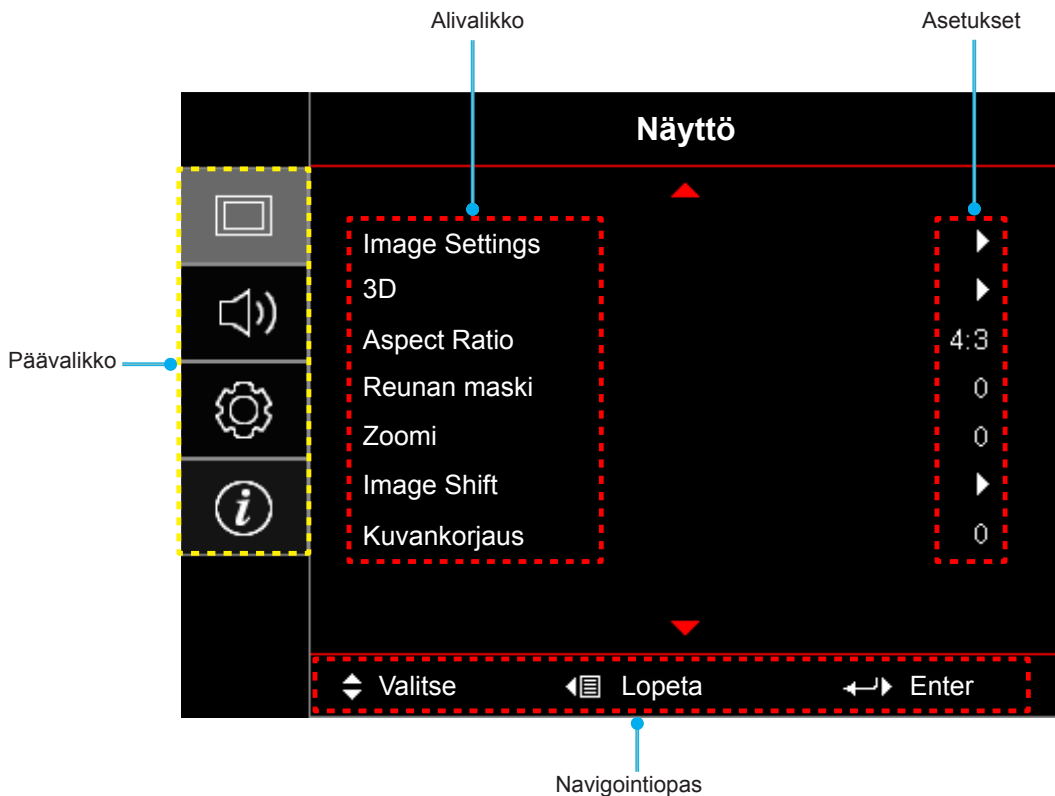 Alivalikko
Asetukset
Näyttö
Image Settings
3D
Aspect Ratio 4:3
Päävalikko
Reunan maski 0
Zoomi 0
Image Shift
Kuvankorjaus 0
Valitse Lopeta Enter
Navigointiopas